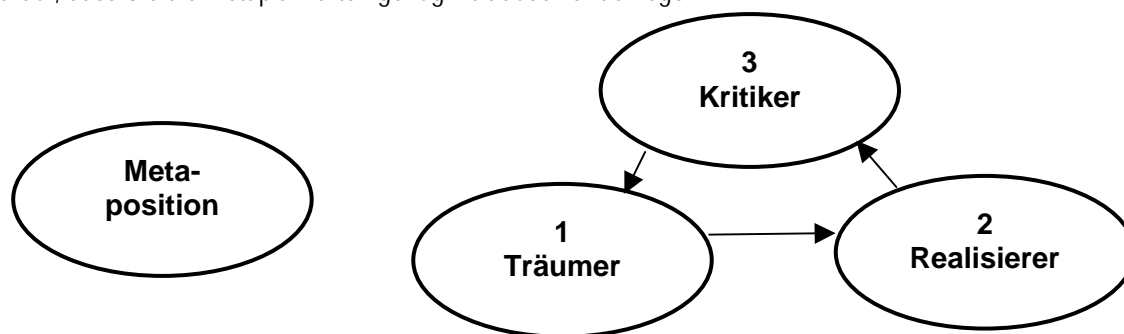 3
Kritiker
Meta-
position
1
Träumer
2
Realisierer